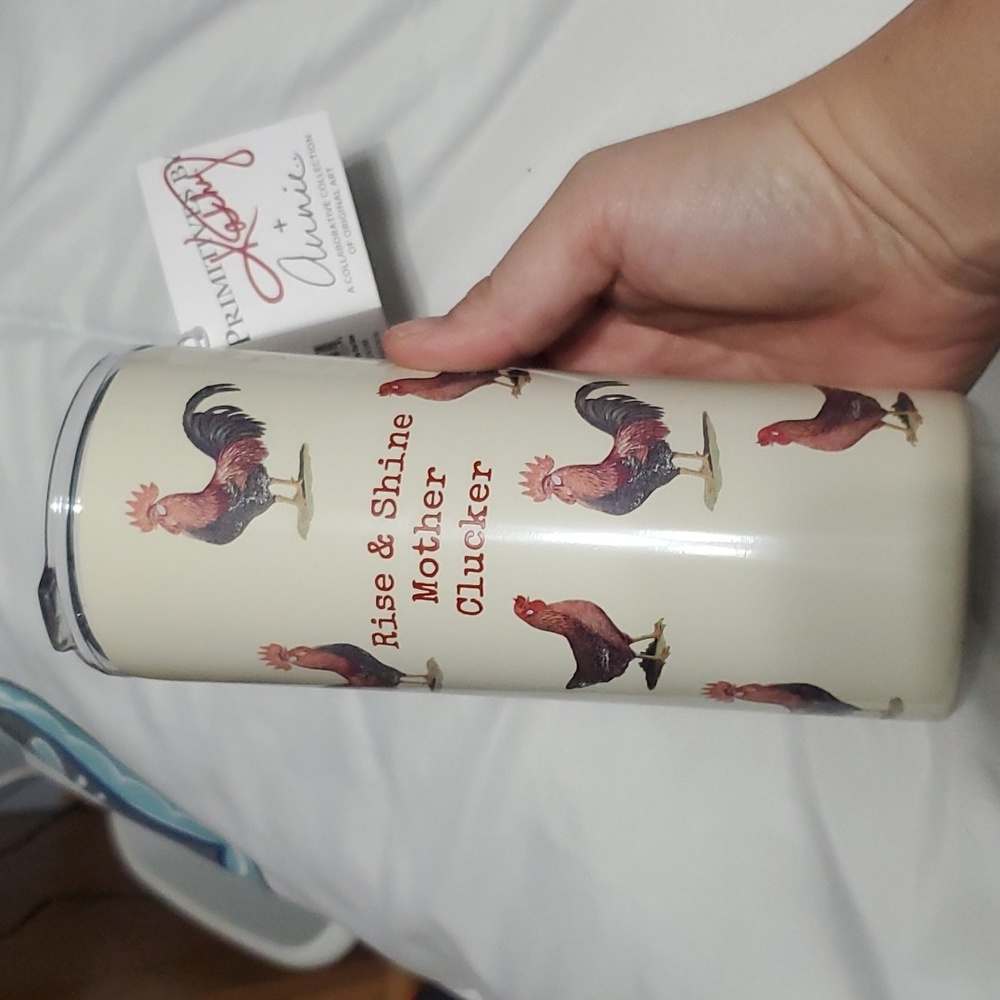 PRIMITIVES BY
Kathy
+
Annie
A COLLABORATIVE COLLECTION
OF ORIGINAL ART
Rise & Shine
Mother
Clucker